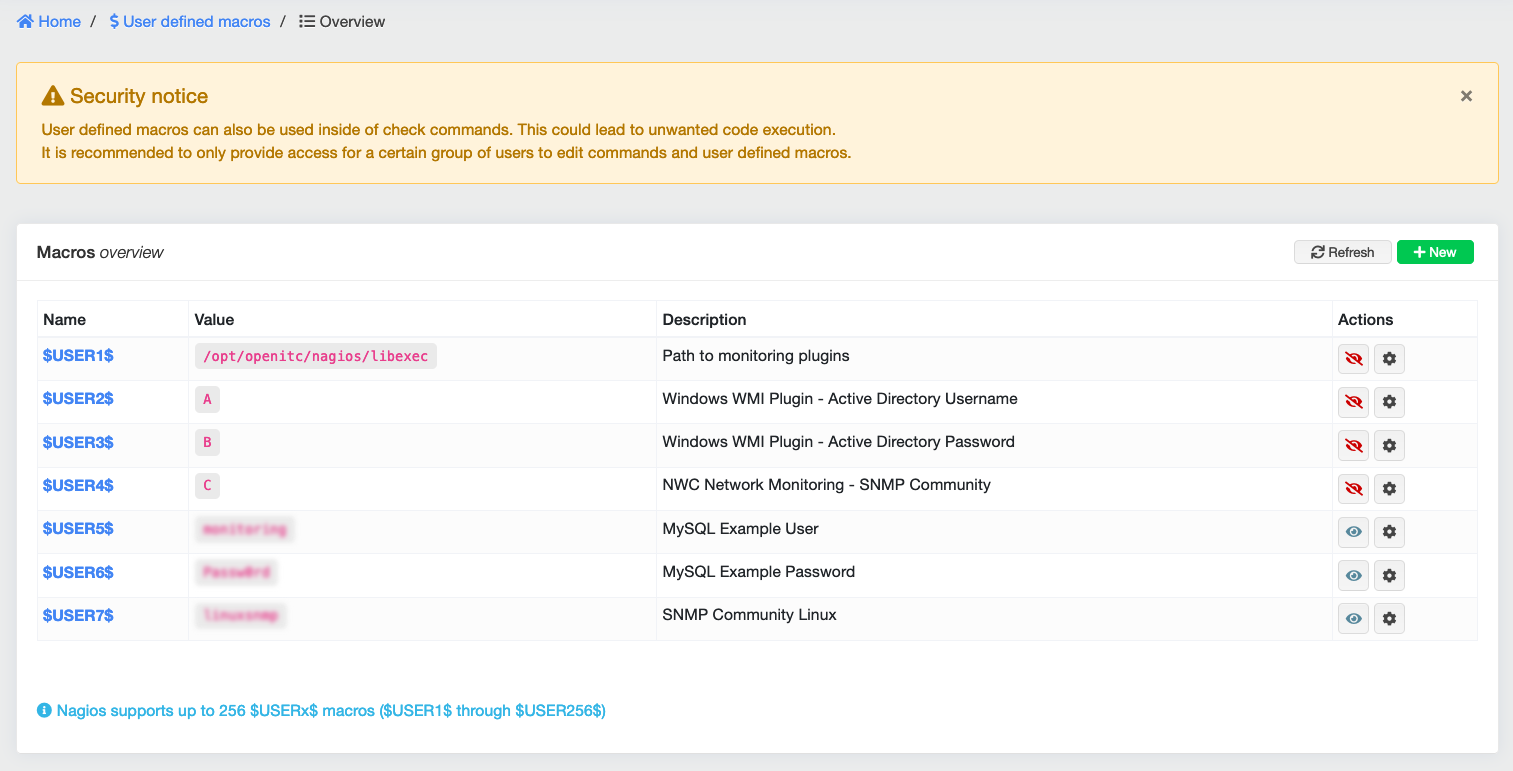 Home / $ User defined macros / Overview
Security notice
User defined macros can also be used inside of check commands. This could lead to unwanted code execution.
It is recommended to only provide access for a certain group of users to edit commands and user defined macros.
Macros overview Refresh New
Name Value Description Actions
$USER1$ /opt/openitc/nagios/libexec Path to monitoring plugins
$USER2$ A Windows WMI Plugin - Active Directory Username
$USER3$ B Windows WMI Plugin - Active Directory Password
$USER4$ C NWC Network Monitoring - SNMP Community
$USER5$ MySQL Example User
$USER6$ MySQL Example Password
$USER7$ SNMP Community Linux
Nagios supports up to 256 $USERx$ macros ($USER1$ through $USER256$)